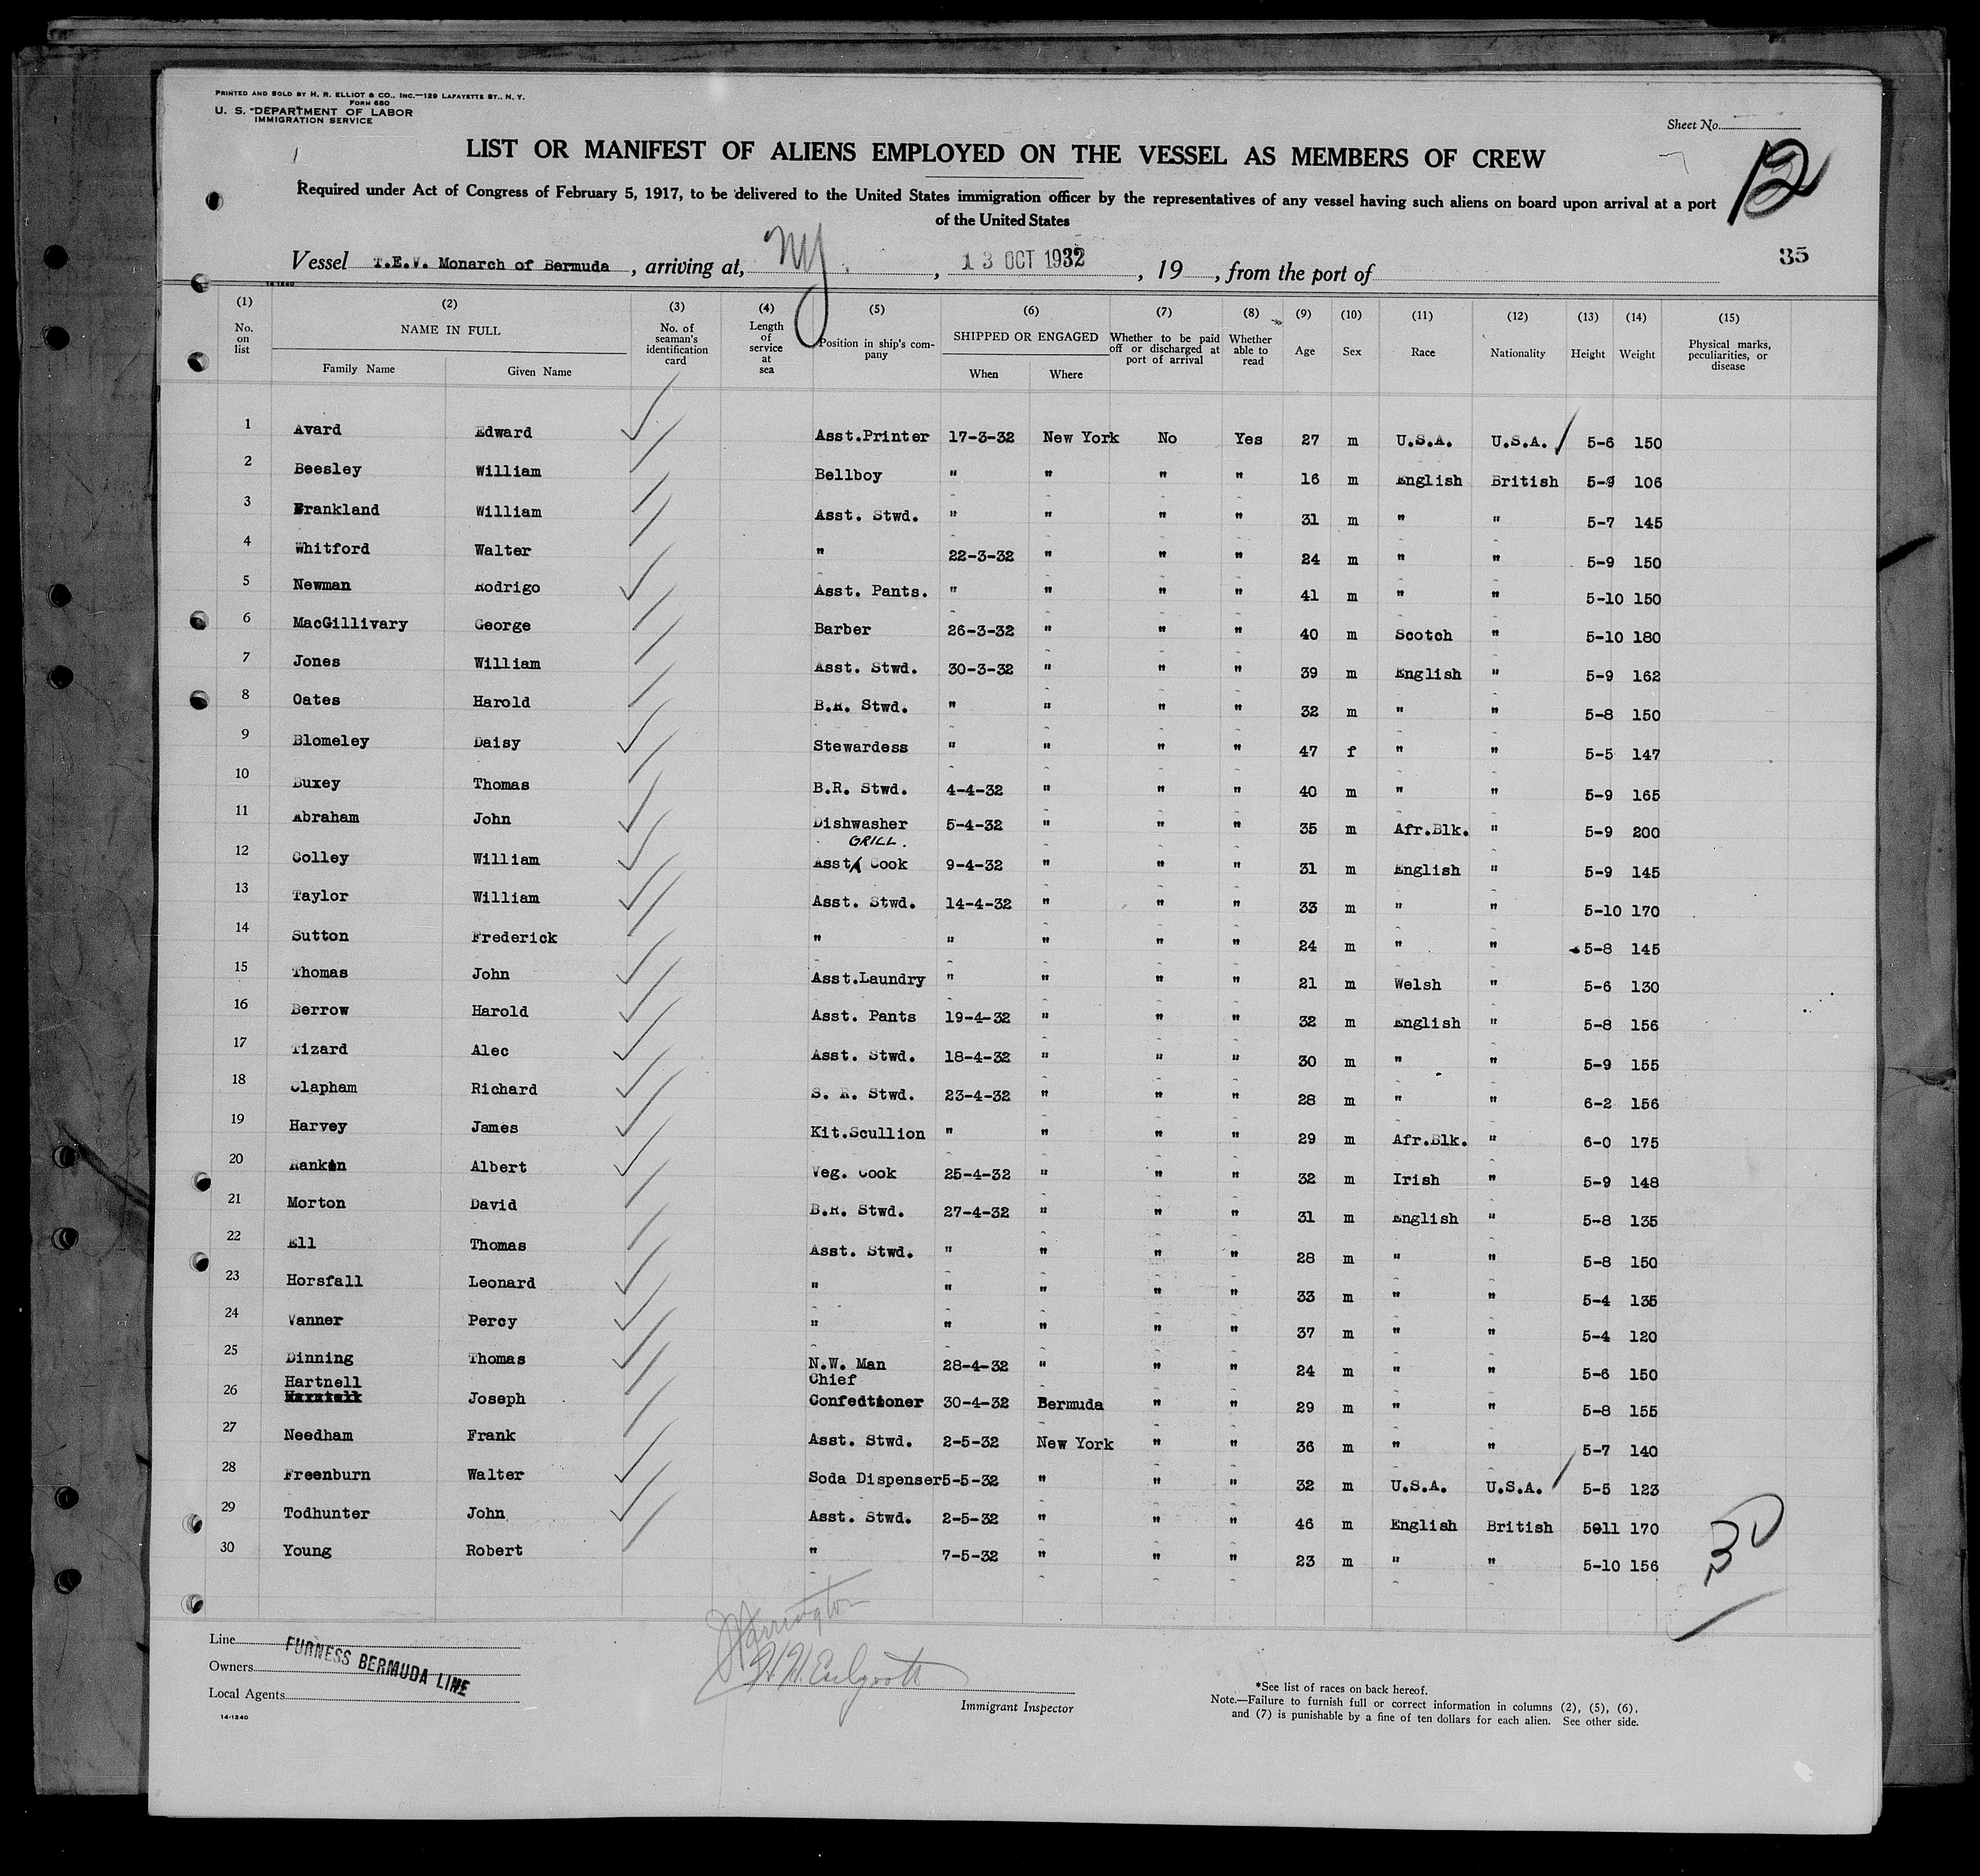 PRINTED AND SOLD BY H. R. ELLIOT & CO., INC.—129 LAFAYETTE ST., N. Y.
FORM 680
U. S. DEPARTMENT OF LABOR
IMMIGRATION SERVICE
Sheet No.
LIST OR MANIFEST OF ALIENS EMPLOYED ON THE VESSEL AS MEMBERS OF CREW
12
Required under Act of Congress of February 5, 1917, to be delivered to the United States immigration officer by the representatives of any vessel having such aliens on board upon arrival at a port
of the United States
35
Vessel T.E.V. Monarch of Bermuda, arriving at, NY, 13 OCT 1932, 19, from the port of
14-1240
(1) (2) (3) (4) (5) (6) (7) (8) (9) (10) (11) (12) (13) (14) (15)
No. on list NAME IN FULL Family Name Given Name No. of seaman's identification card Length of service at sea Position in ship's company SHIPPED OR ENGAGED When Where Whether to be paid off or discharged at port of arrival Whether able to read Age Sex Race Nationality Height Weight Physical marks, peculiarities, or disease
1 Avard Edward Asst.Printer 17-3-32 New York No Yes 27 m U.S.A. U.S.A. 5-6 150
2 Beesley William Bellboy " " " " 16 m English British 5-9 106
3 Frankland William Asst. Stwd. " " " " 31 m " " 5-7 145
4 Whitford Walter " 22-3-32 " " " 24 m " " 5-9 150
5 Newman Rodrigo Asst. Pants. " " " " 41 m " " 5-10 150
6 MacGillivary George Barber 26-3-32 " " " 40 m Scotch " 5-10 180
7 Jones William Asst. Stwd. 30-3-32 " " " 39 m English " 5-9 162
8 Oates Harold B.R. Stwd. " " " " 32 m " " 5-8 150
9 Blomeley Daisy Stewardess " " " " 47 f " " 5-5 147
10 Buxey Thomas B.R. Stwd. 4-4-32 " " " 40 m " " 5-9 165
11 Abraham John Dishwasher 5-4-32 " " " 35 m Afr.Blk. " 5-9 200
GRILL.
12 Colley William Asst. Cook 9-4-32 " " " 31 m English " 5-9 145
13 Taylor William Asst. Stwd. 14-4-32 " " " 33 m " " 5-10 170
14 Sutton Frederick " " " " " 24 m " " 5-8 145
15 Thomas John Asst.Laundry " " " " 21 m Welsh " 5-6 130
16 Berrow Harold Asst. Pants 19-4-32 " " " 32 m English " 5-8 156
17 Tizard Alec Asst. Stwd. 18-4-32 " " " 30 m " " 5-9 155
18 Clapham Richard S. R. Stwd. 23-4-32 " " " 28 m " " 6-2 156
19 Harvey James Kit.Scullion " " " " 29 m Afr.Blk. " 6-0 175
20 Rankin Albert Veg. Cook 25-4-32 " " " 32 m Irish " 5-9 148
21 Morton David B.R. Stwd. 27-4-32 " " " 31 m English " 5-8 135
22 Ell Thomas Asst. Stwd. " " " " 28 m " " 5-8 150
23 Horsfall Leonard " " " " " 33 m " " 5-4 135
24 Vanner Percy " " " " " 37 m " " 5-4 120
25 Dinning Thomas N.W. Man 28-4-32 " " " 24 m " " 5-6 150
Hartnell Chief
26 Joseph Confectioner 30-4-32 Bermuda " " 29 m " " 5-8 155
27 Needham Frank Asst. Stwd. 2-5-32 New York " " 36 m " " 5-7 140
28 Freenburn Walter Soda Dispenser 5-5-32 " " " 32 m U.S.A. U.S.A. 5-5 123
29 Todhunter John Asst. Stwd. 2-5-32 " " " 46 m English British 5011 170
30 Young Robert " 7-5-32 " " " 23 m " " 5-10 156
30
Line
Owners
Local Agents
FURNESS BERMUDA LINE
14-1240
Immigrant Inspector
*See list of races on back hereof.
Note.—Failure to furnish full or correct information in columns (2), (5), (6),
and (7) is punishable by a fine of ten dollars for each alien. See other side.